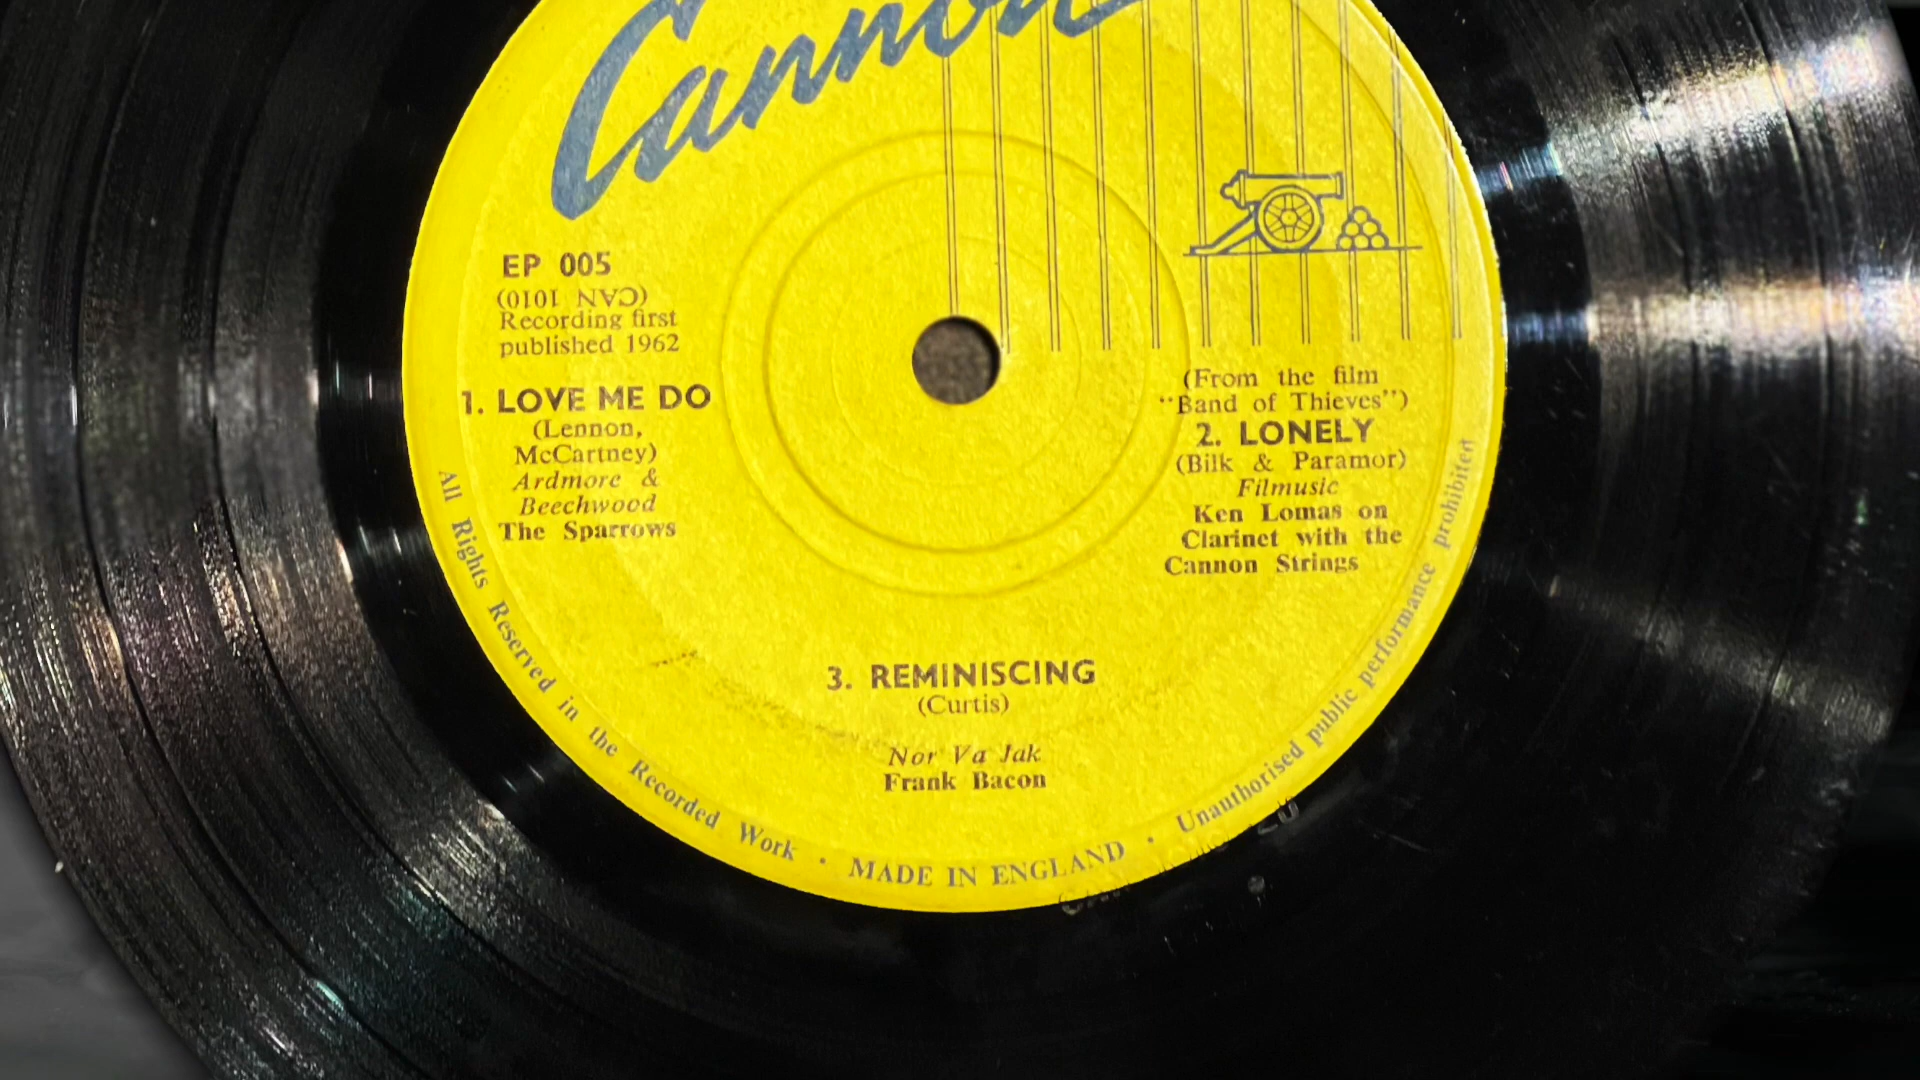 Cannon
EP 005
(CAN 1010)
Recording first
published 1962
1. LOVE ME DO
(Lennon,
McCartney)
Ardmore &
Beechwood
The Sparrows
(From the film
“Band of Thieves”)
2. LONELY
(Bilk & Paramor)
Filmusic
Ken Lomas on
Clarinet with the
Cannon Strings
3. REMINISCING
(Curtis)
Nor Va Jak
Frank Bacon
All Rights Reserved in the Recorded Work · MADE IN ENGLAND · Unauthorised public performance prohibited